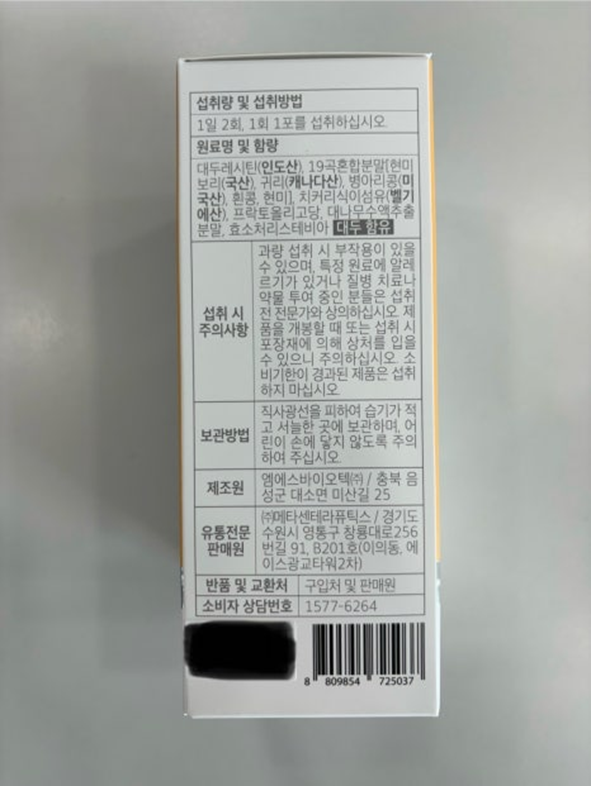 섭취량 및 섭취방법
1일 2회, 1회 1포를 섭취하십시오.
원료명 및 함량
대두레시틴(인도산), 19곡혼합분말[현미
보리(국산), 귀리(캐나다산), 병아리콩(미
국산), 흰콩, 현미], 치커리식이섬유(벨기
에산), 프락토올리고당, 대나무수액추출
분말, 효소처리스테비아 대두 함유
섭취 시
주의사항
과량 섭취 시 부작용이 있을
수 있으며, 특정 원료에 알레
르기가 있거나 질병 치료나
약물 투여 중인 분들은 섭취
전 전문가와 상의하십시오. 제
품을 개봉할 때 또는 섭취 시
포장재에 의해 상처를 입을
수 있으니 주의하십시오. 소
비기한이 경과된 제품은 섭취
하지 마십시오.
보관방법
직사광선을 피하여 습기가 적
고 서늘한 곳에 보관하며, 어
린이 손에 닿지 않도록 주의
하여 주십시오.
제조원
엠에스바이오텍㈜ / 충북 음
성군 대소면 미산길 25
유통전문
판매원
㈜메타센테라퓨틱스 / 경기도
수원시 영통구 창룡대로256
번길 91, B201호(이의동, 에
이스광교타워2차)
반품 및 교환처 구입처 및 판매원
소비자 상담번호 1577-6264
8 809854 725037